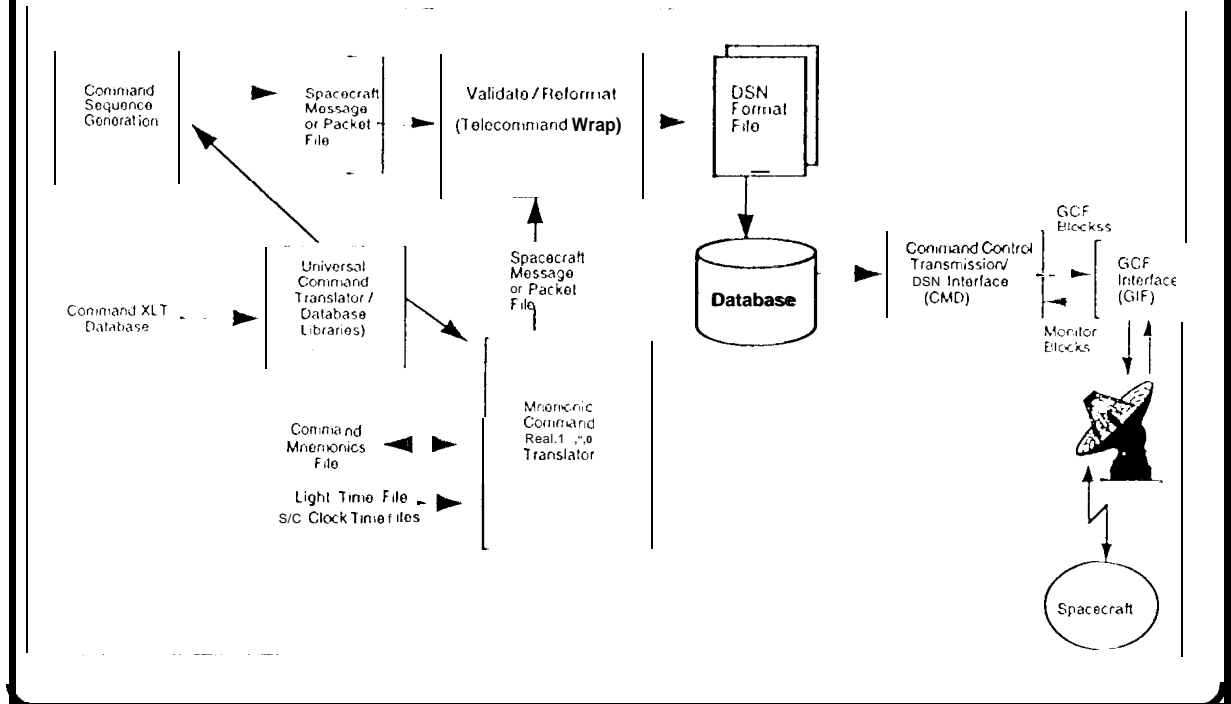 Command
Sequence
Generation
Spacecraft
Message
or Packet
File
Validate/Reformat
(Telecommand Wrap)
DSN
Format
File
Universal
Command
Translator/
Database
Libraries)
Command XLT
Database
Spacecraft
Message
or Packet
File
Database
Command Control
Transmission/
DSN Interface
(CMD)
GCF
Blockss
GCF
Interface
(GIF)
Monitor
Blocks
Mnemonic
Command
Translator
Command
Mnemonics
File
Light Time File
S/C Clock Time files
Spacecraft